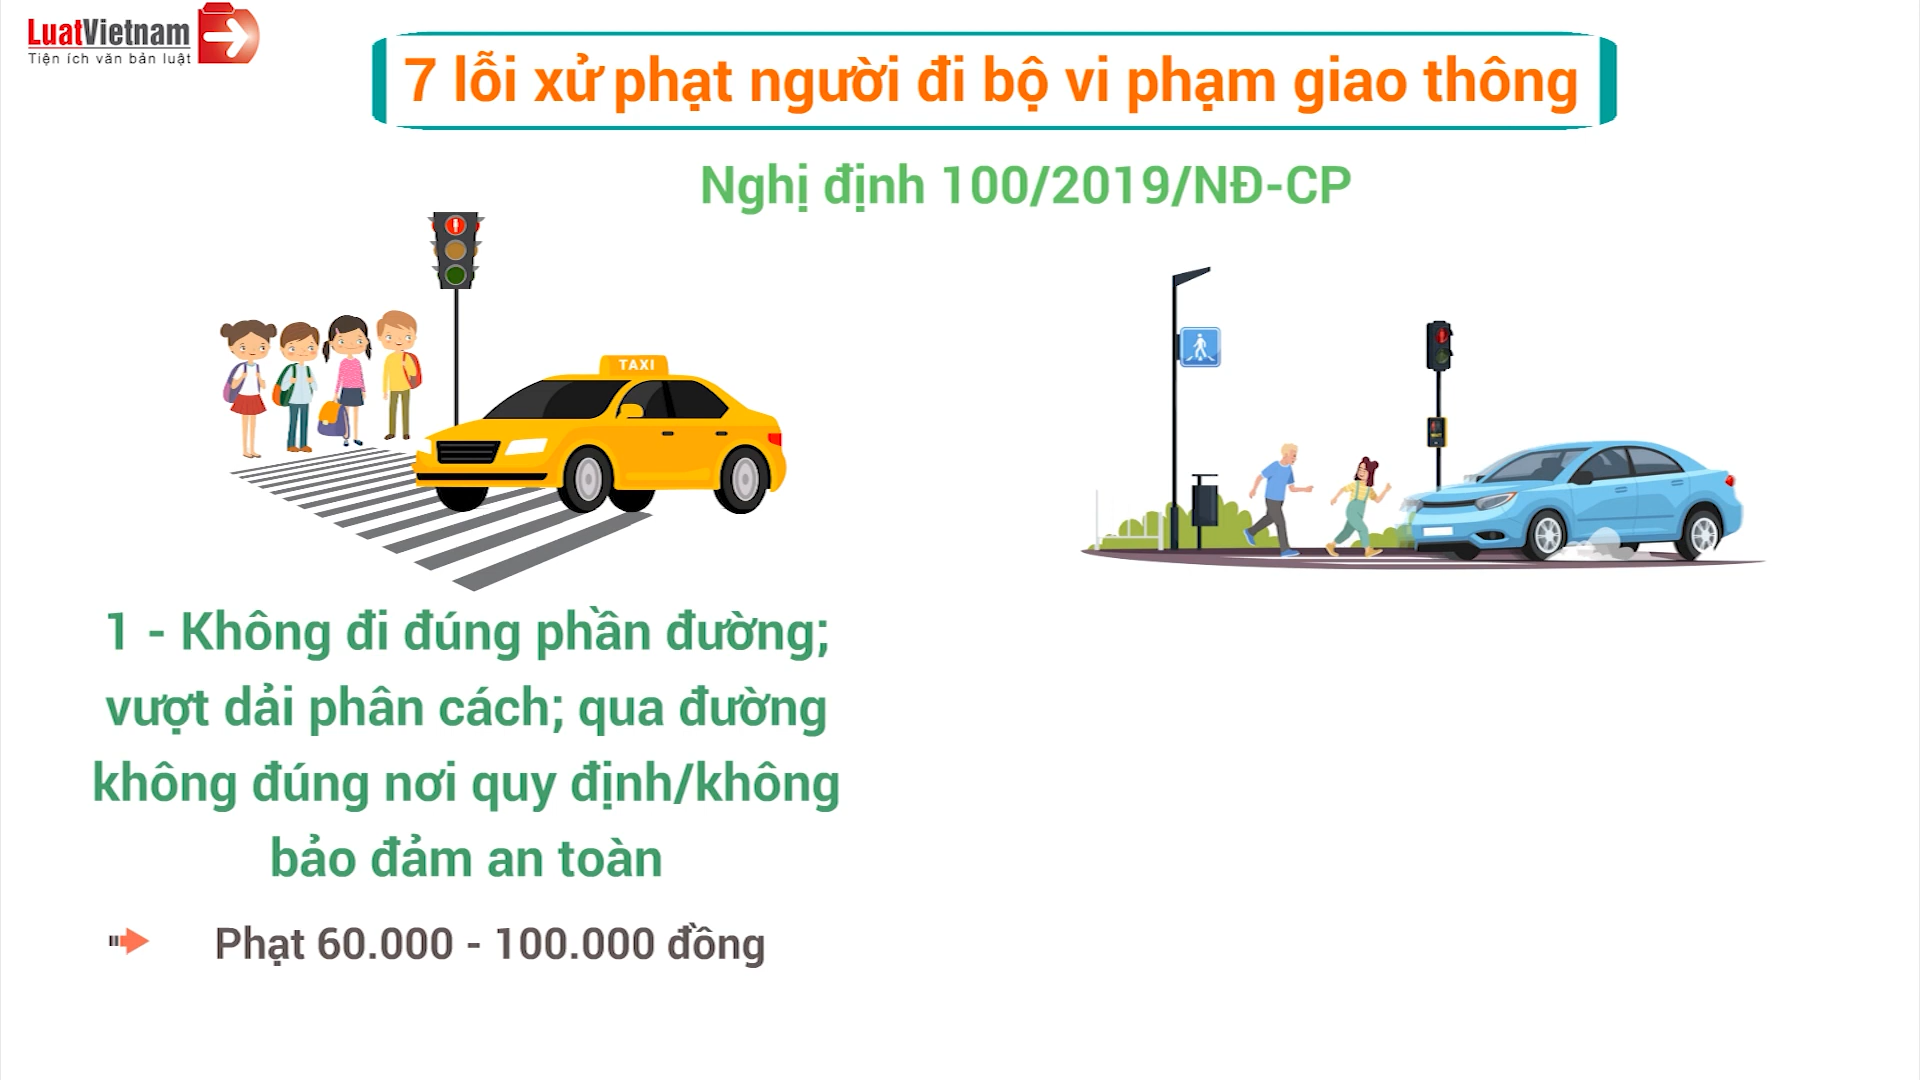 LuatVietnam
Tiện ích văn bản luật
7 lỗi xử phạt người đi bộ vi phạm giao thông
Nghị định 100/2019/NĐ-CP
TAXI
1 - Không đi đúng phần đường;
vượt dải phân cách; qua đường
không đúng nơi quy định/không
bảo đảm an toàn
Phạt 60.000 - 100.000 đồng